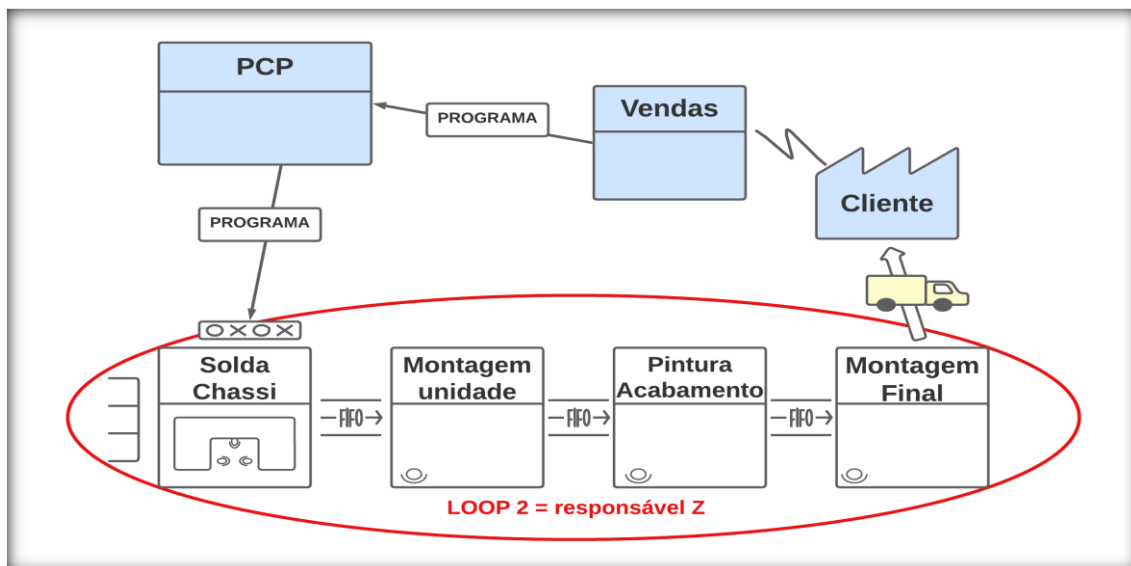 PCP
PROGRAMA
Vendas
Cliente
PROGRAMA
Solda
Chassi
FIFO
Montagem
unidade
FIFO
Pintura
Acabamento
FIFO
Montagem
Final
LOOP 2 = responsável Z